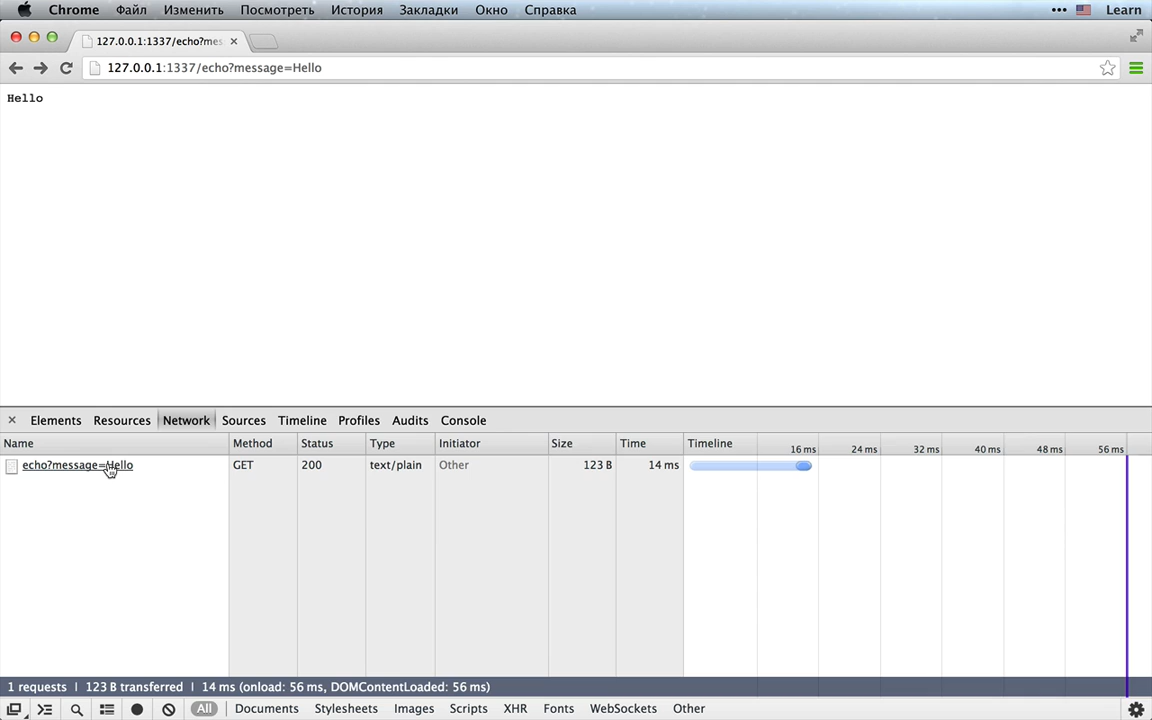 Chrome Файл Изменить Посмотреть История Закладки Окно Справка ••• Learn
127.0.0.1:1337/echo?mes ×
127.0.0.1:1337/echo?message=Hello
Hello
× Elements Resources Network Sources Timeline Profiles Audits Console
Name Method Status Type Initiator Size Time Timeline
16 ms 24 ms 32 ms 40 ms 48 ms 56 ms
echo?message=Hello GET 200 text/plain Other 123 B 14 ms
1 requests | 123 B transferred | 14 ms (onload: 56 ms, DOMContentLoaded: 56 ms)
All Documents Stylesheets Images Scripts XHR Fonts WebSockets Other